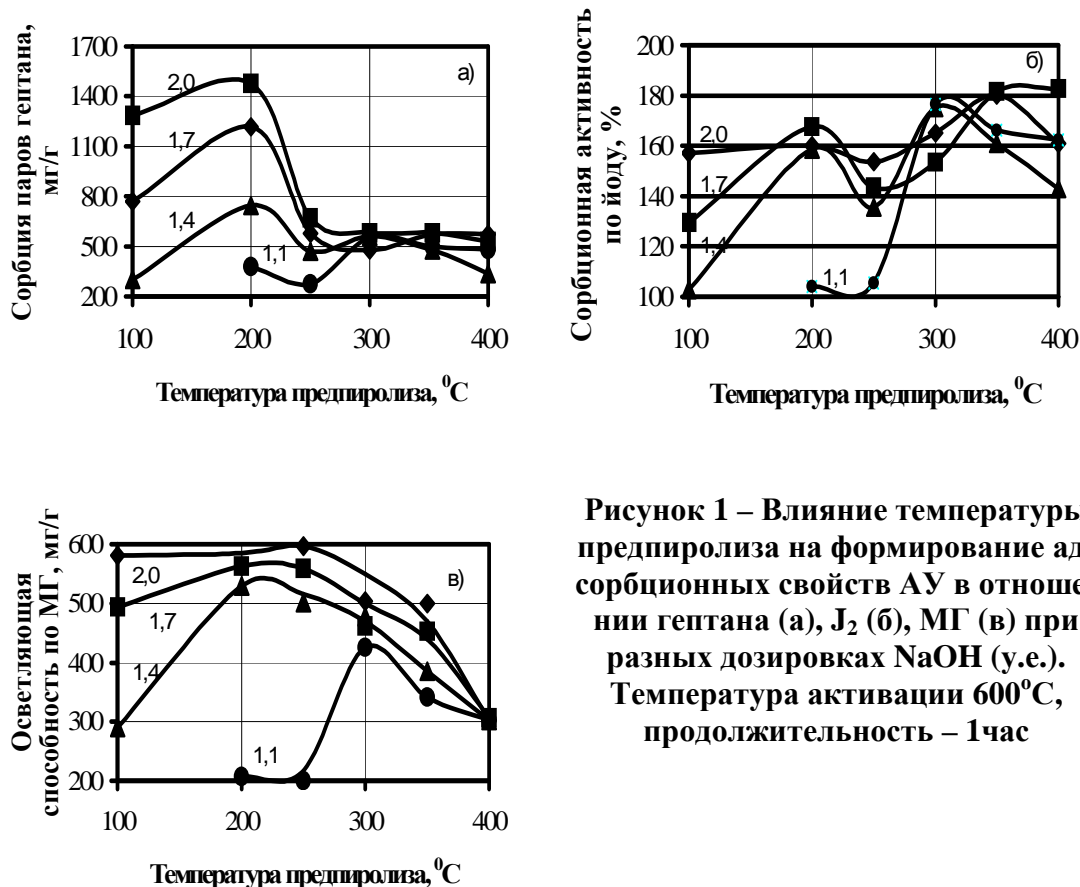 Сорбция паров гептана,
мг/г
1700
1400
1100
800
500
200
100 200 300 400
2,0
1,7
1,4
1,1
а)
Температура предпиролиза, ⁰С
Сорбционная активность
по йоду, %
200
180
160
140
120
100
100 200 300 400
2,0
1,7
1,4
1,1
б)
Температура предпиролиза, ⁰С
Осветляющая
способность по МГ, мг/г
600
500
400
300
200
100 200 300 400
2,0
1,7
1,4
1,1
в)
Температура предпиролиза, ⁰С
Рисунок 1 – Влияние температуры
предпиролиза на формирование ад
сорбционных свойств АУ в отноше
нии гептана (а), J₂ (б), МГ (в) при
разных дозировках NaOH (у.е.).
Температура активации 600°С,
продолжительность – 1час